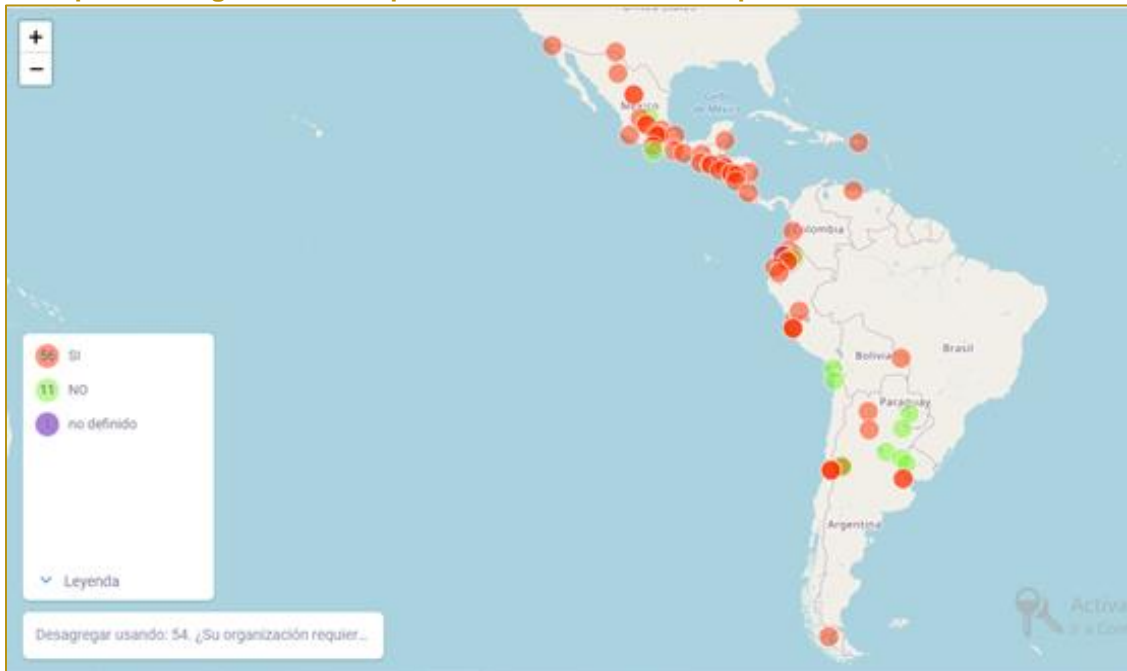 +
México
Golfo
de México
−
Colombia
Bolivia
Brasil
Paraguay
Argentina
56 SI
11 NO
no definido
Leyenda
Desagregar usando: 54. ¿Su organización requier...
Activa